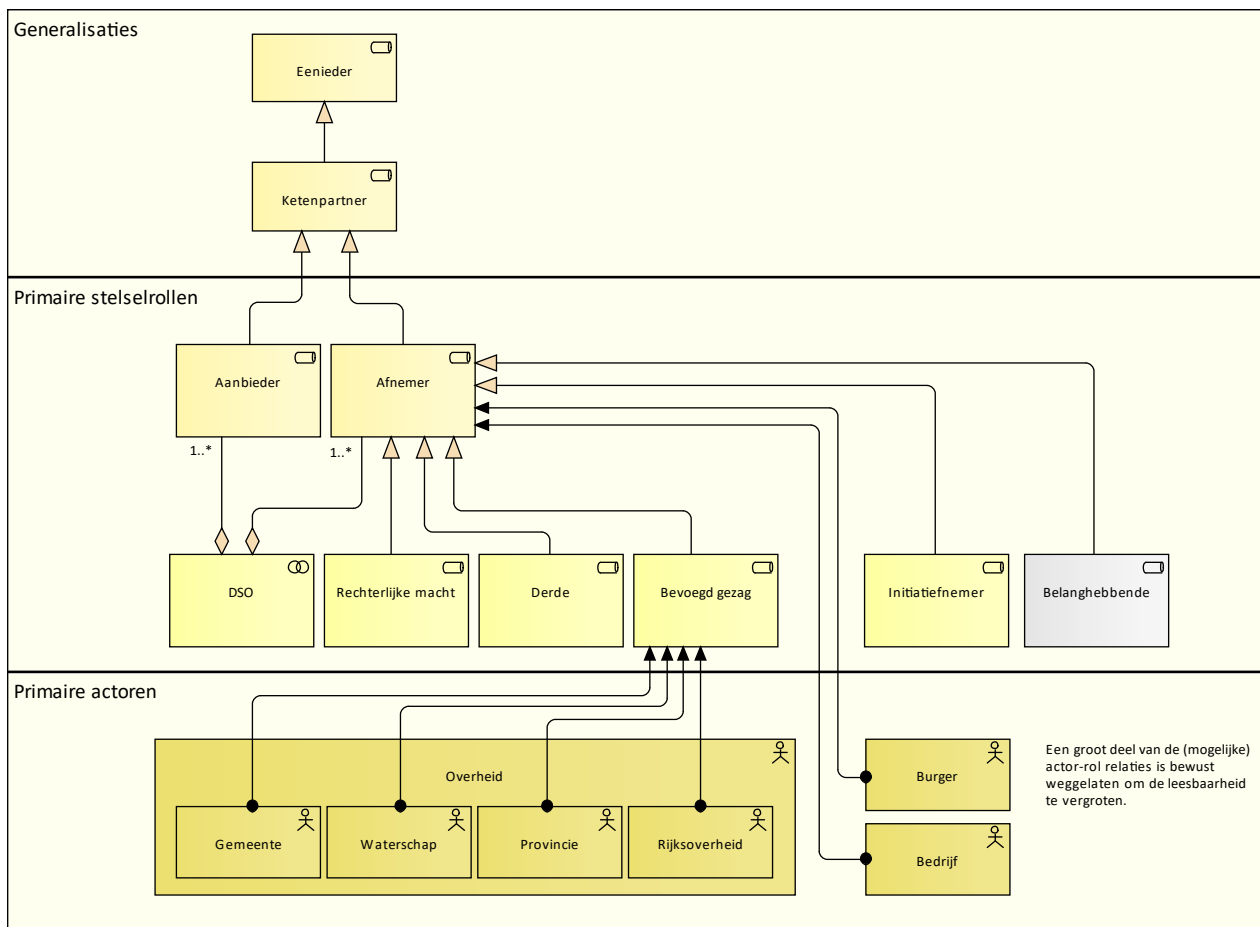 Generalisaties
Eenieder
Ketenpartner
Primaire stelselrollen
Aanbieder
Afnemer
1..*
1..*
DSO
Rechterlijke macht
Derde
Bevoegd gezag
Initiatiefnemer
Belanghebbende
Primaire actoren
Overheid
Gemeente
Waterschap
Provincie
Rijksoverheid
Burger
Bedrijf
Een groot deel van de (mogelijke)
actor-rol relaties is bewust
weggelaten om de leesbaarheid
te vergroten.